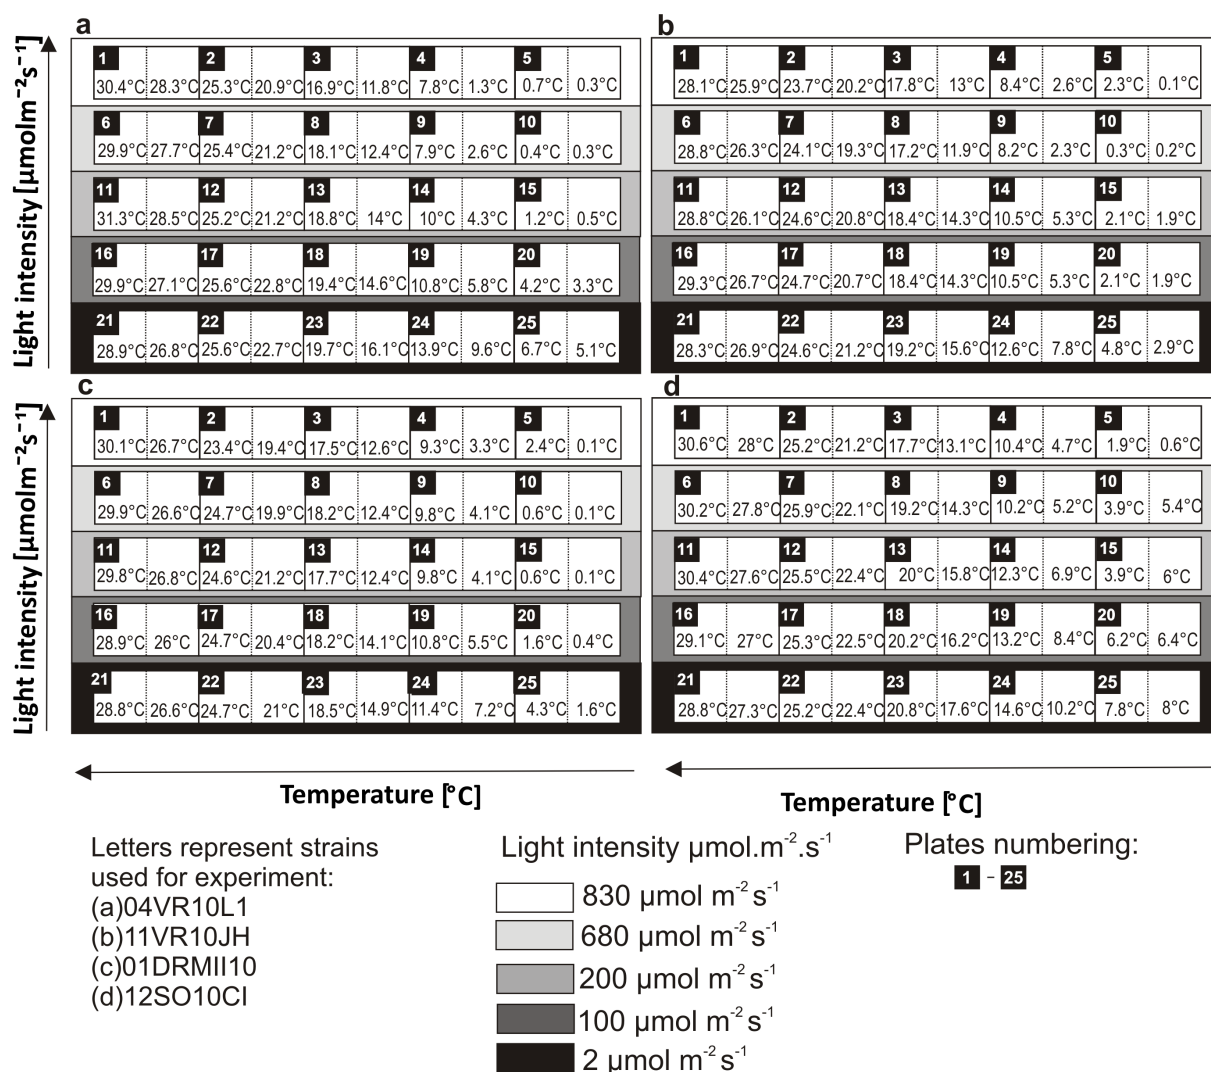 a
Light intensity [µmolm⁻²s⁻¹]
1 2 3 4 5
30.4°C 28.3°C 25.3°C 20.9°C 16.9°C 11.8°C 7.8°C 1.3°C 0.7°C 0.3°C
6 7 8 9 10
29.9°C 27.7°C 25.4°C 21.2°C 18.1°C 12.4°C 7.9°C 2.6°C 0.4°C 0.3°C
11 12 13 14 15
31.3°C 28.5°C 25.2°C 21.2°C 18.8°C 14°C 10°C 4.3°C 1.2°C 0.5°C
16 17 18 19 20
29.9°C 27.1°C 25.6°C 22.8°C 19.4°C 14.6°C 10.8°C 5.8°C 4.2°C 3.3°C
21 22 23 24 25
28.9°C 26.8°C 25.6°C 22.7°C 19.7°C 16.1°C 13.9°C 9.6°C 6.7°C 5.1°C
b
1 2 3 4 5
28.1°C 25.9°C 23.7°C 20.2°C 17.8°C 13°C 8.4°C 2.6°C 2.3°C 0.1°C
6 7 8 9 10
28.8°C 26.3°C 24.1°C 19.3°C 17.2°C 11.9°C 8.2°C 2.3°C 0.3°C 0.2°C
11 12 13 14 15
28.8°C 26.1°C 24.6°C 20.8°C 18.4°C 14.3°C 10.5°C 5.3°C 2.1°C 1.9°C
16 17 18 19 20
29.3°C 26.7°C 24.7°C 20.7°C 18.4°C 14.3°C 10.5°C 5.3°C 2.1°C 1.9°C
21 22 23 24 25
28.3°C 26.9°C 24.6°C 21.2°C 19.2°C 15.6°C 12.6°C 7.8°C 4.8°C 2.9°C
c
Light intensity [µmolm⁻²s⁻¹]
1 2 3 4 5
30.1°C 26.7°C 23.4°C 19.4°C 17.5°C 12.6°C 9.3°C 3.3°C 2.4°C 0.1°C
6 7 8 9 10
29.9°C 26.6°C 24.7°C 19.9°C 18.2°C 12.4°C 9.8°C 4.1°C 0.6°C 0.1°C
11 12 13 14 15
29.8°C 26.8°C 24.6°C 21.2°C 17.7°C 12.4°C 9.8°C 4.1°C 0.6°C 0.1°C
16 17 18 19 20
28.9°C 26°C 24.7°C 20.4°C 18.2°C 14.1°C 10.8°C 5.5°C 1.6°C 0.4°C
21 22 23 24 25
28.8°C 26.6°C 24.7°C 21°C 18.5°C 14.9°C 11.4°C 7.2°C 4.3°C 1.6°C
d
1 2 3 4 5
30.6°C 28°C 25.2°C 21.2°C 17.7°C 13.1°C 10.4°C 4.7°C 1.9°C 0.6°C
6 7 8 9 10
30.2°C 27.8°C 25.9°C 22.1°C 19.2°C 14.3°C 10.2°C 5.2°C 3.9°C 5.4°C
11 12 13 14 15
30.4°C 27.6°C 25.5°C 22.4°C 20°C 15.8°C 12.3°C 6.9°C 3.9°C 6°C
16 17 18 19 20
29.1°C 27°C 25.3°C 22.5°C 20.2°C 16.2°C 13.2°C 8.4°C 6.2°C 6.4°C
21 22 23 24 25
28.8°C 27.3°C 25.2°C 22.4°C 20.8°C 17.6°C 14.6°C 10.2°C 7.8°C 8°C
Temperature [°C]
Temperature [°C]
Letters represent strains
used for experiment:
(a)04VR10L1
(b)11VR10JH
(c)01DRMII10
(d)12SO10CI
Light intensity µmol.m⁻².s⁻¹
830 µmol m⁻² s⁻¹
680 µmol m⁻² s⁻¹
200 µmol m⁻² s⁻¹
100 µmol m⁻² s⁻¹
2 µmol m⁻² s⁻¹
Plates numbering:
1 - 25